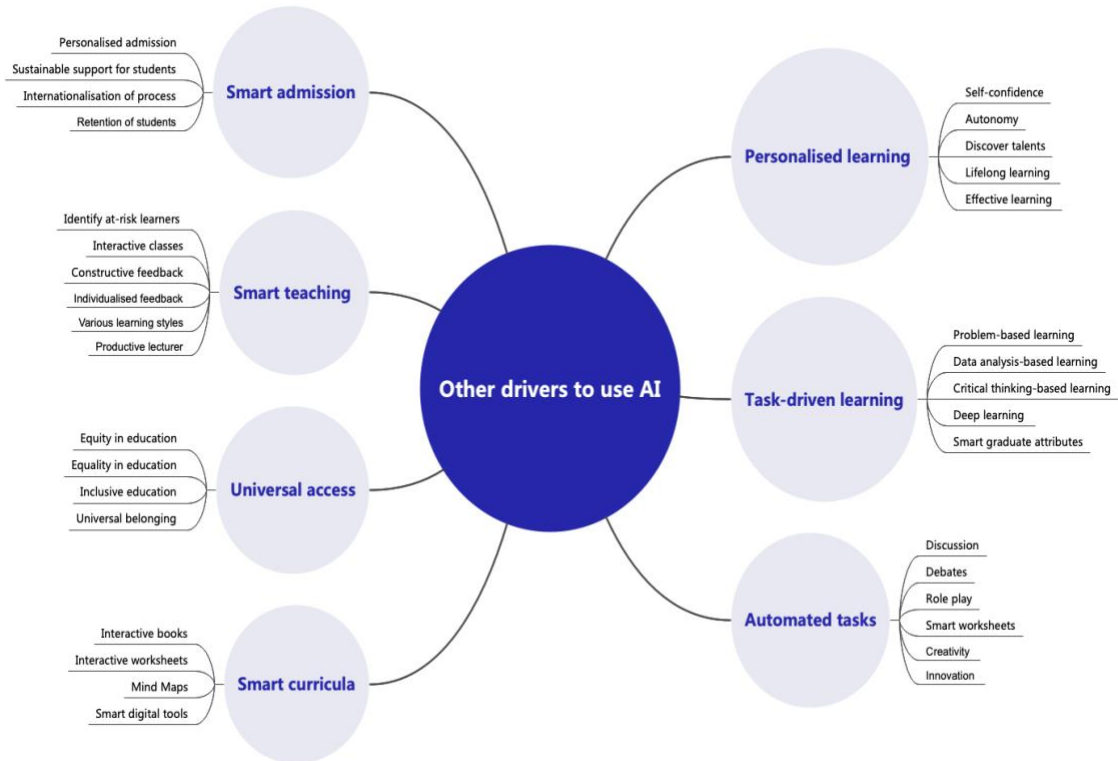 Other drivers to use AI
Smart admission
Personalised admission
Sustainable support for students
Internationalisation of process
Retention of students
Smart teaching
Identify at-risk learners
Interactive classes
Constructive feedback
Individualised feedback
Various learning styles
Productive lecturer
Universal access
Equity in education
Equality in education
Inclusive education
Universal belonging
Smart curricula
Interactive books
Interactive worksheets
Mind Maps
Smart digital tools
Personalised learning
Self-confidence
Autonomy
Discover talents
Lifelong learning
Effective learning
Task-driven learning
Problem-based learning
Data analysis-based learning
Critical thinking-based learning
Deep learning
Smart graduate attributes
Automated tasks
Discussion
Debates
Role play
Smart worksheets
Creativity
Innovation